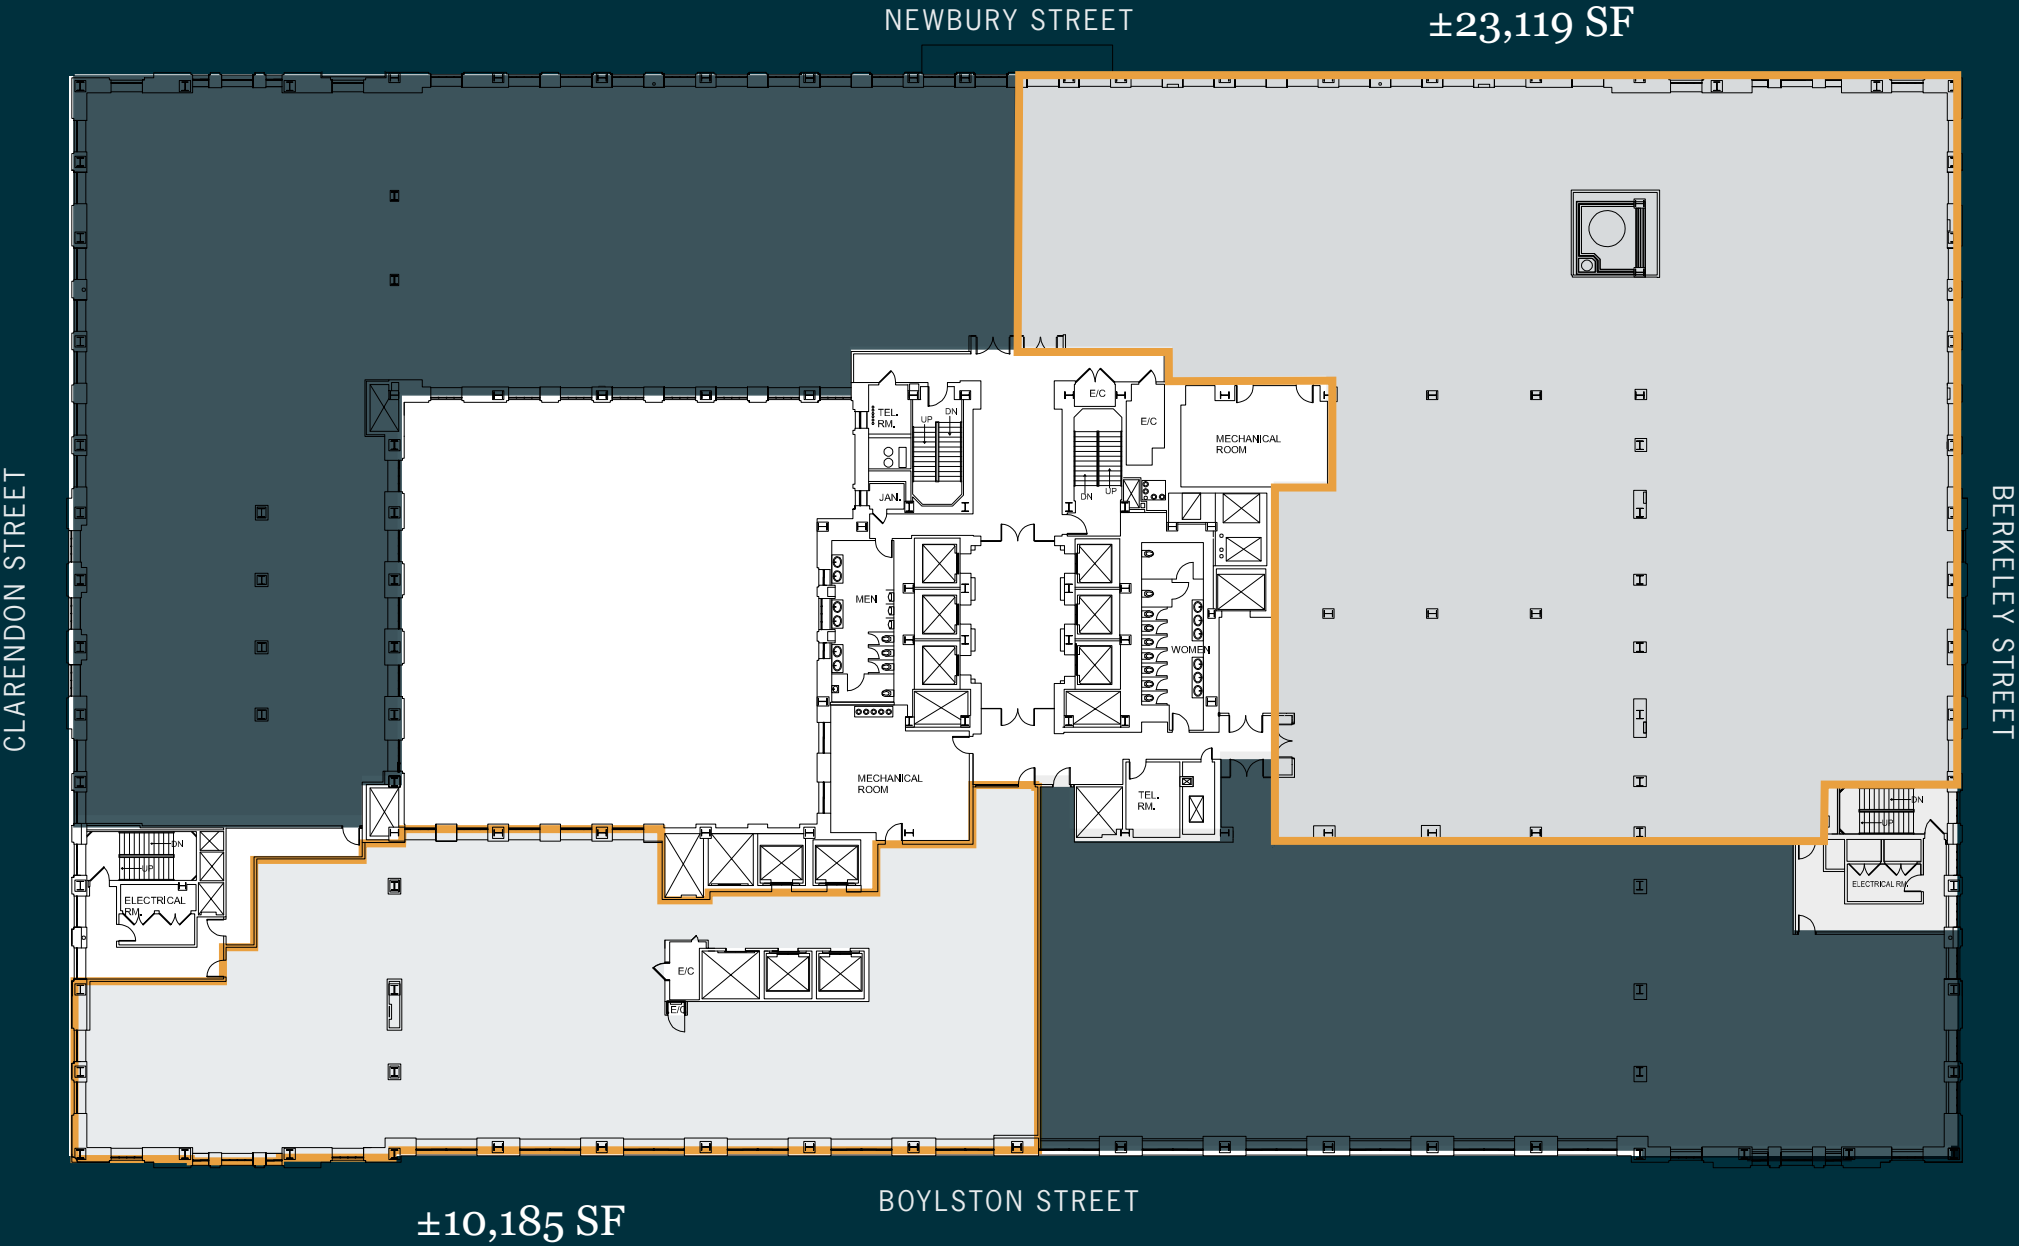 NEWBURY STREET
±23,119 SF
E/C
TEL.
RM.
UP
DN
E/C
MECHANICAL
ROOM
JAN.
DN
UP
CLARENDON STREET
BERKELEY STREET
MEN
WOMEN
MECHANICAL
ROOM
TEL.
RM.
DN
UP
DN
UP
ELECTRICAL
RM.
ELECTRICAL RM.
E/C
E/C
BOYLSTON STREET
±10,185 SF